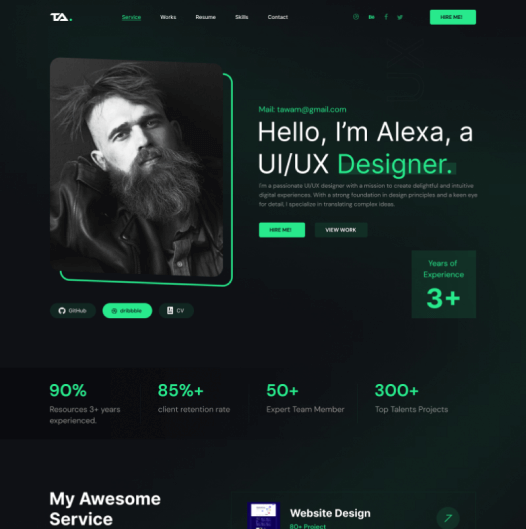 TA.
Service Works Resume Skills Contact
Bē
HIRE ME!
Mail: tawam@gmail.com
Hello, I'm Alexa, a
UI/UX Designer.
I'm a passionate UI/UX designer with a mission to create delightful and intuitive
digital experiences. With a strong foundation in design principles and a keen eye
for detail, I specialize in translating complex ideas.
HIRE ME!
VIEW WORK
Years of
Experience
3+
GitHub
dribbble
CV
90%
Resources 3+ years
experienced.
85%+
client retention rate
50+
Expert Team Member
300+
Top Talents Projects
My Awesome
Service
Website Design
80+ Project